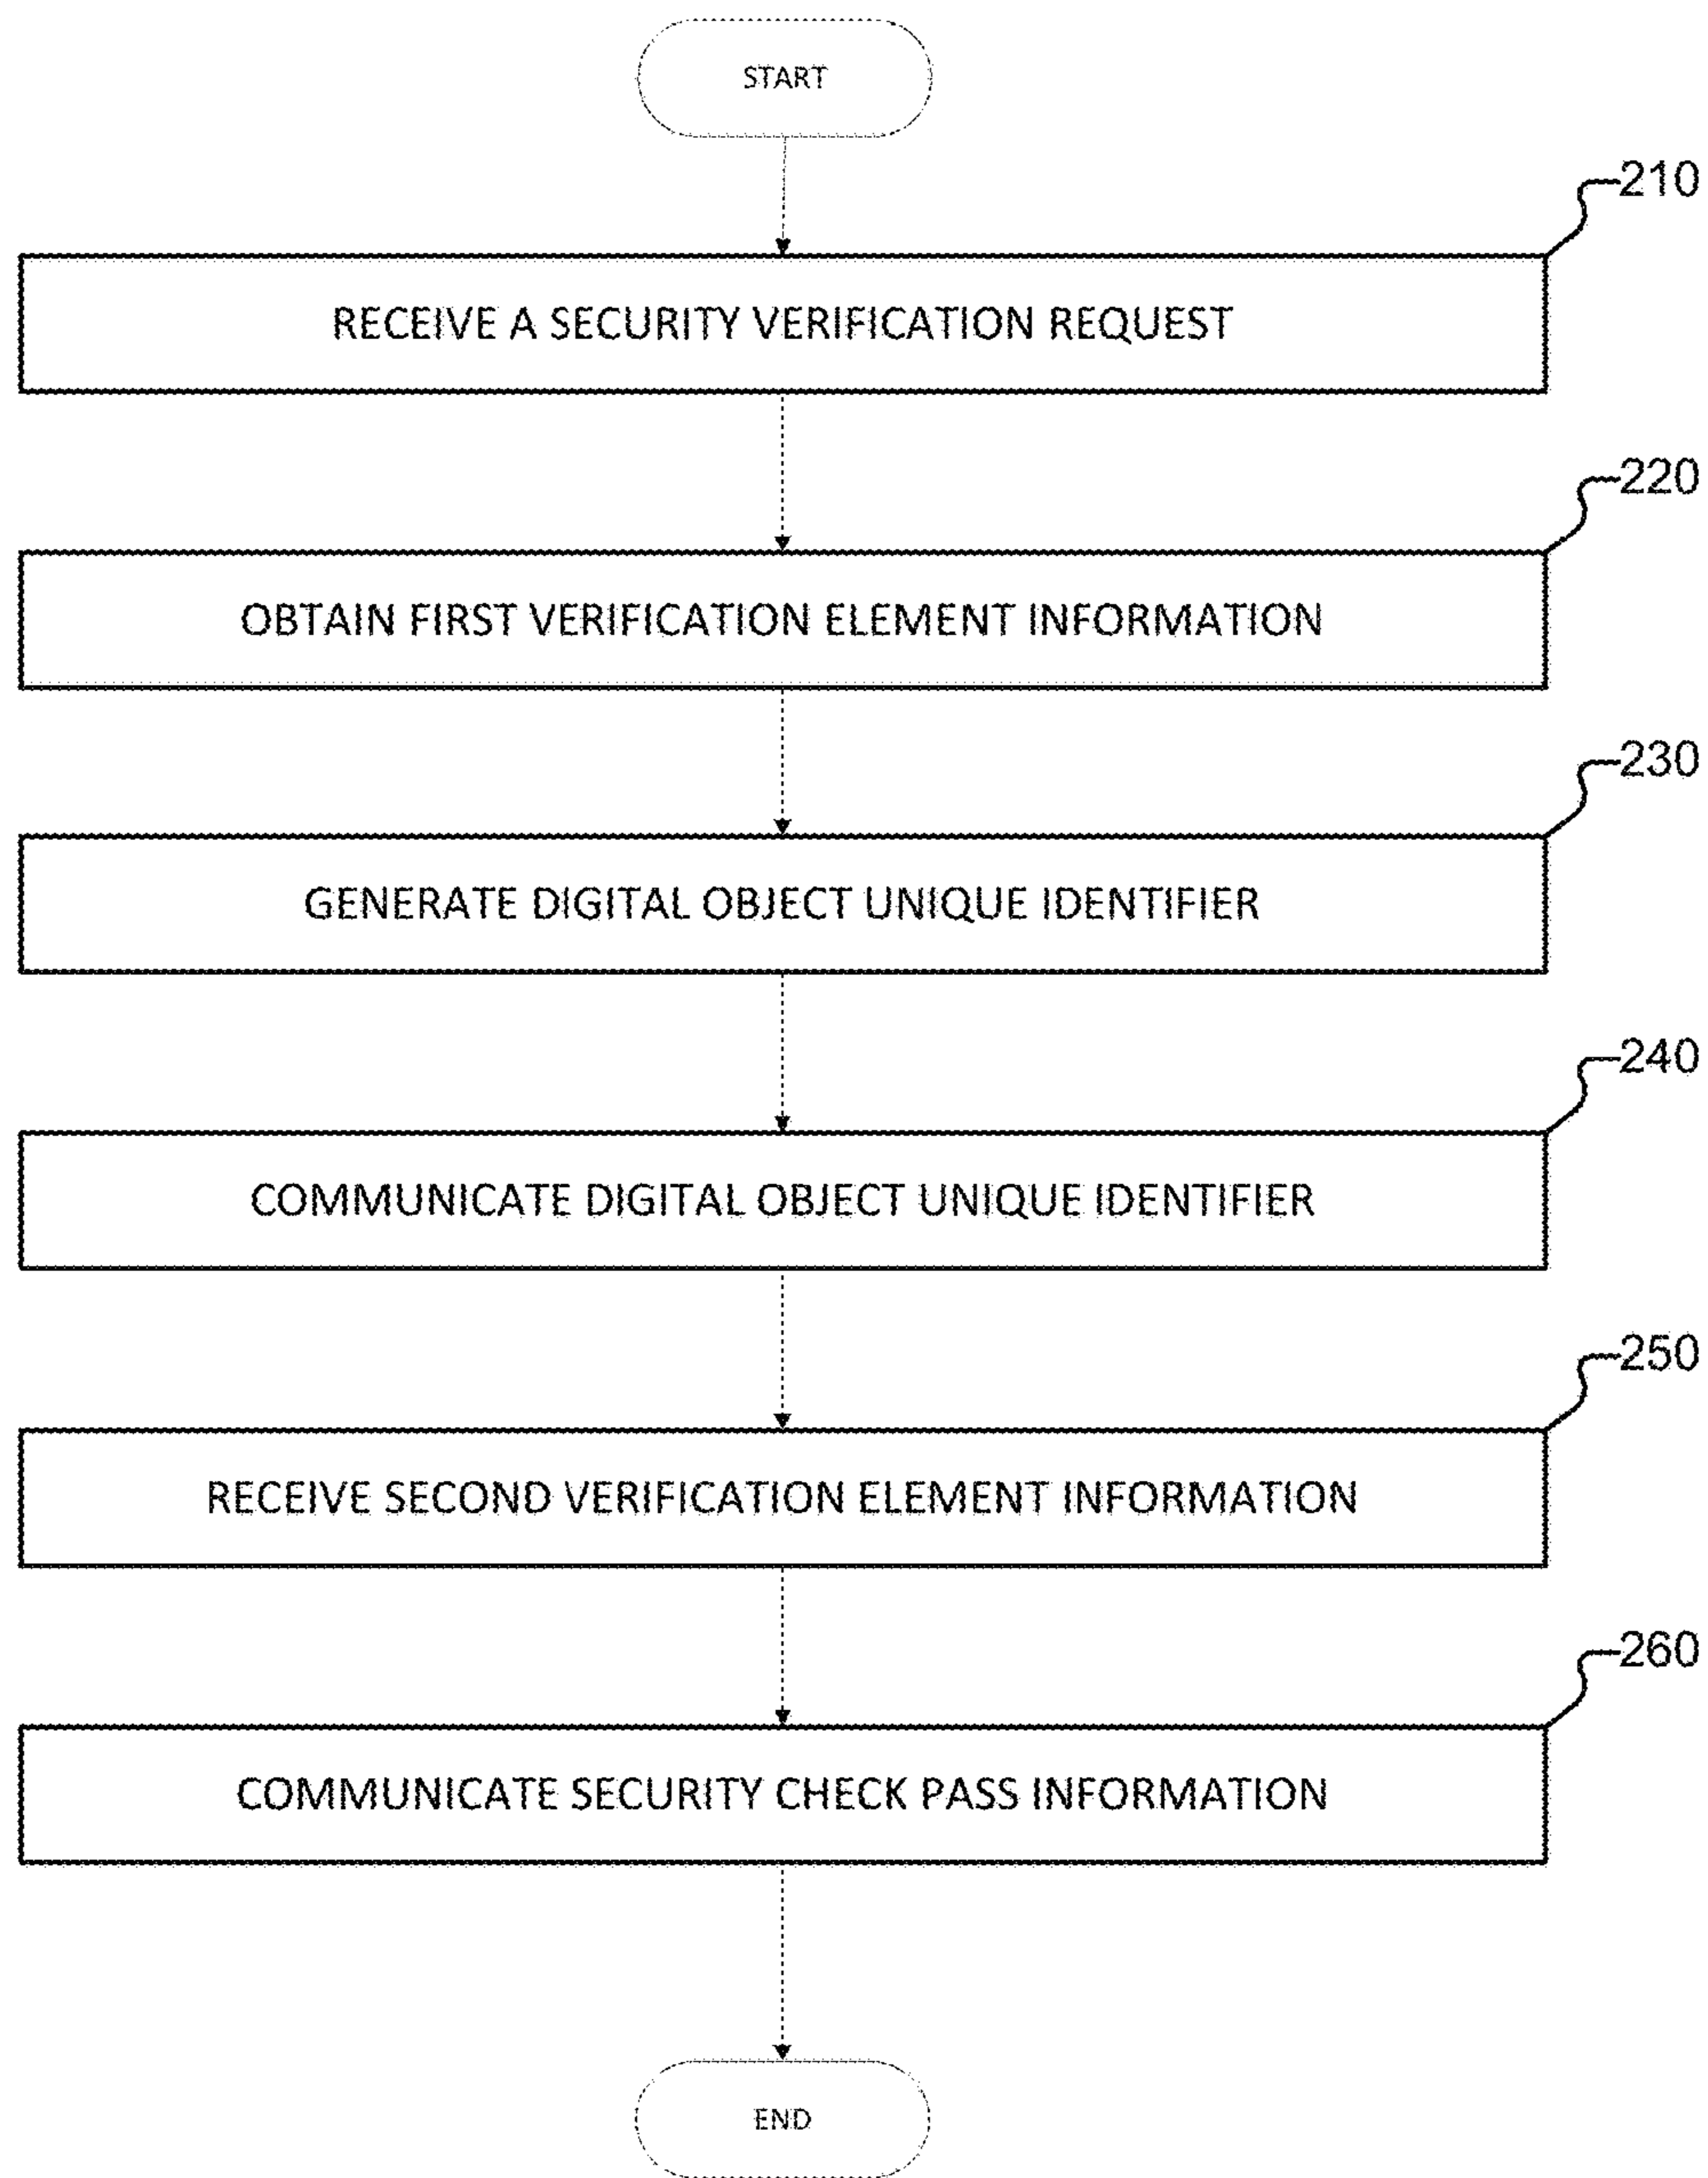 START
210
RECEIVE A SECURITY VERIFICATION REQUEST
220
OBTAIN FIRST VERIFICATION ELEMENT INFORMATION
230
GENERATE DIGITAL OBJECT UNIQUE IDENTIFIER
240
COMMUNICATE DIGITAL OBJECT UNIQUE IDENTIFIER
250
RECEIVE SECOND VERIFICATION ELEMENT INFORMATION
260
COMMUNICATE SECURITY CHECK PASS INFORMATION
END